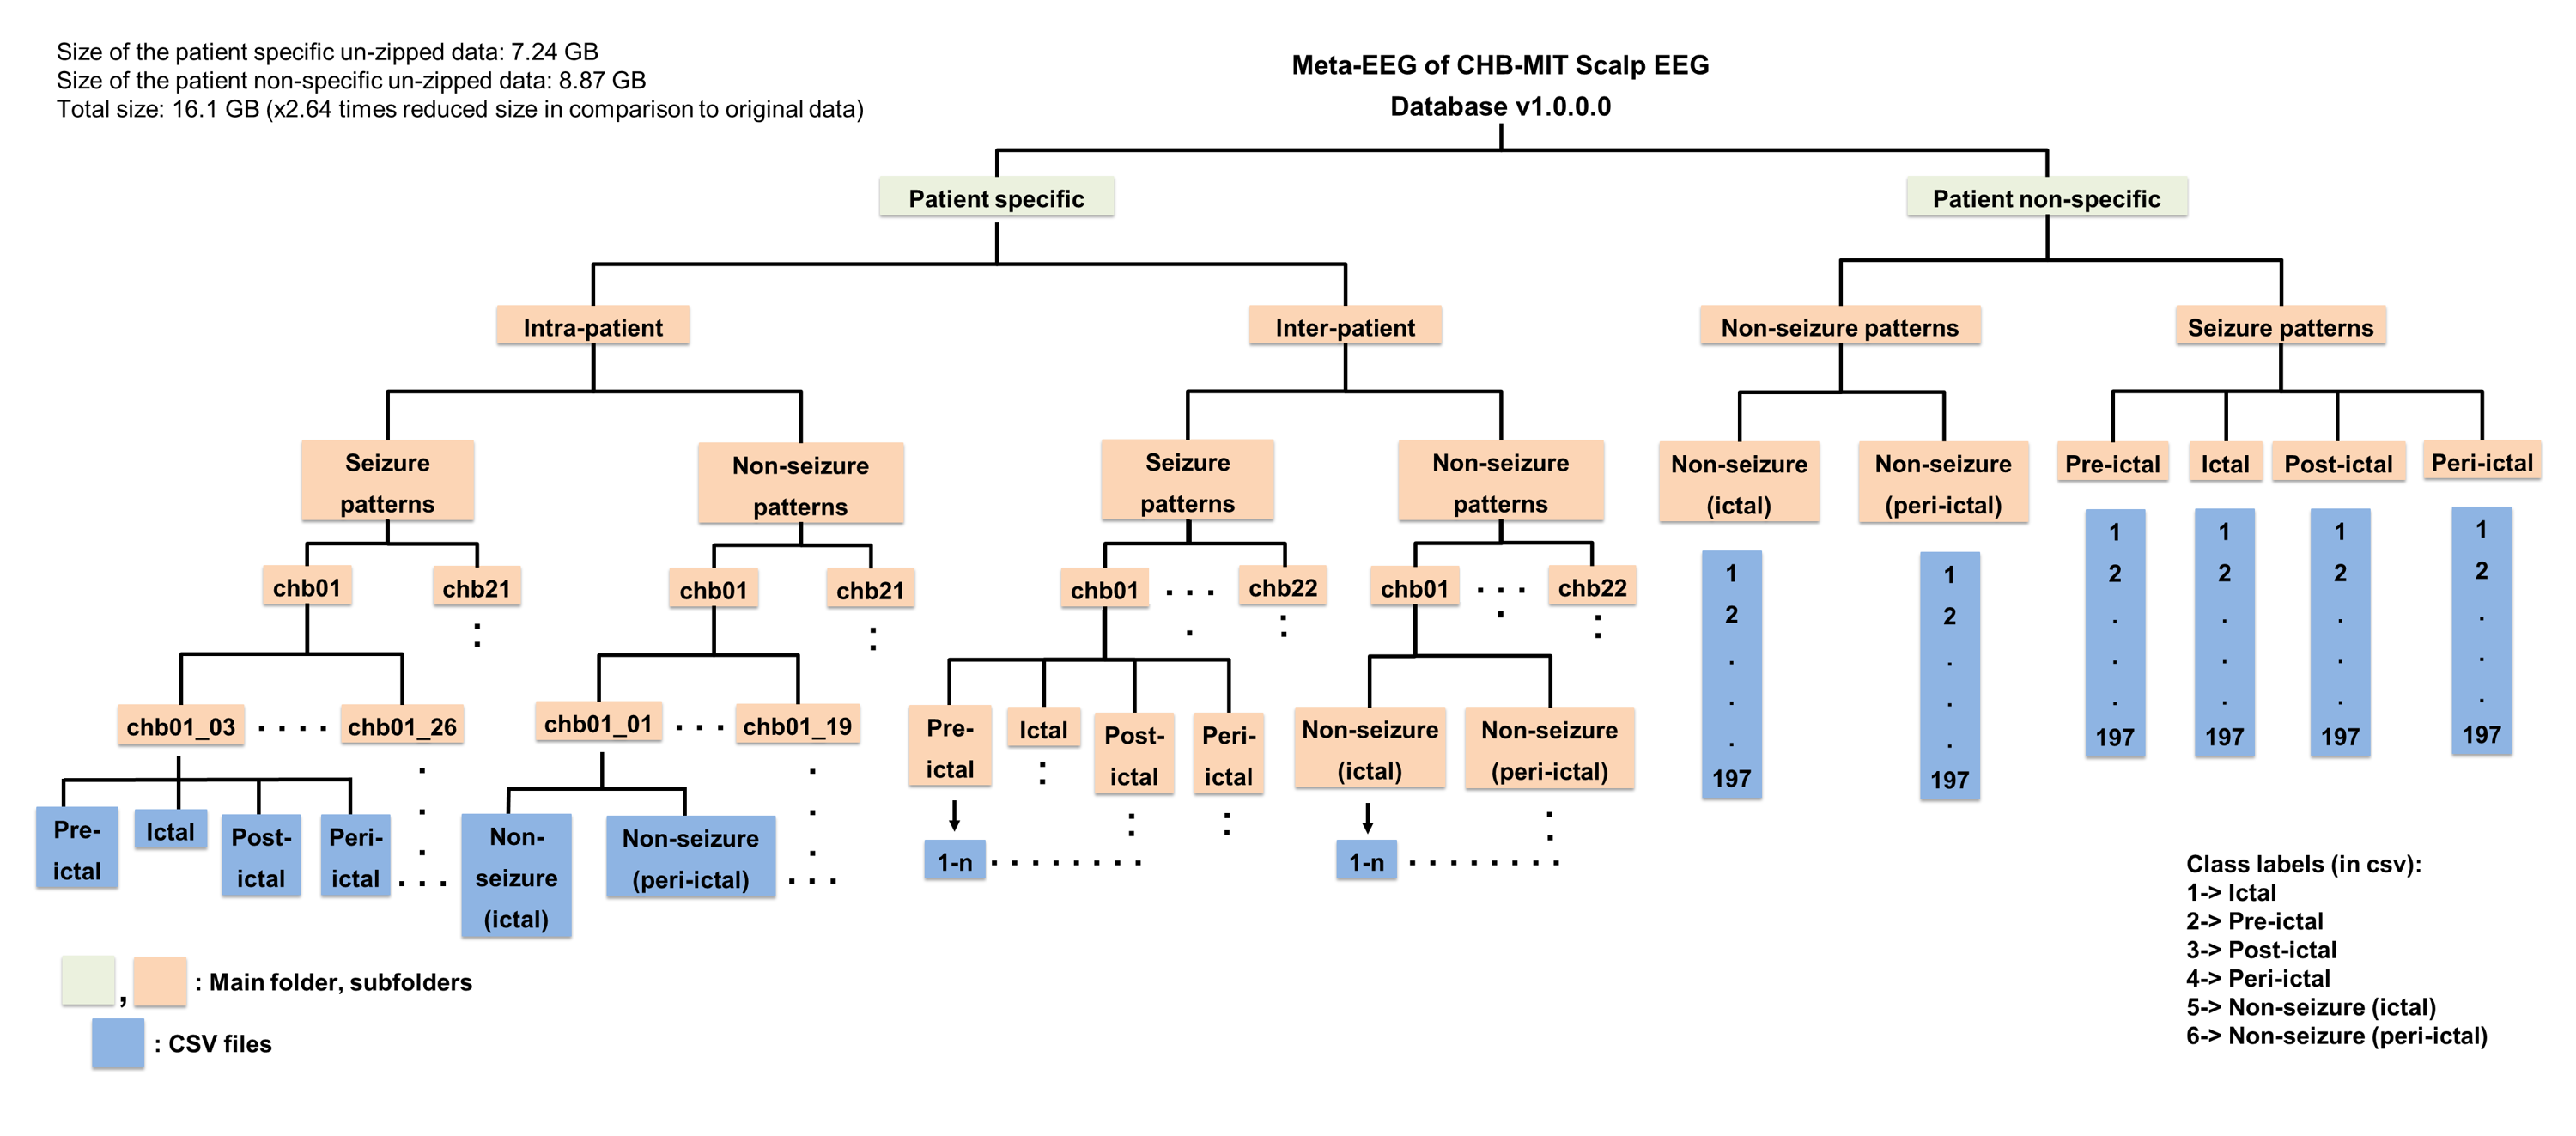 Size of the patient specific un-zipped data: 7.24 GB
Size of the patient non-specific un-zipped data: 8.87 GB
Total size: 16.1 GB (x2.64 times reduced size in comparison to original data)
Meta-EEG of CHB-MIT Scalp EEG
Database v1.0.0.0
Patient specific
Patient non-specific
Intra-patient
Inter-patient
Non-seizure patterns
Seizure patterns
Seizure
patterns
Non-seizure
patterns
Seizure
patterns
Non-seizure
patterns
Non-seizure
(ictal)
Non-seizure
(peri-ictal)
Pre-ictal
Ictal
Post-ictal
Peri-ictal
chb01
chb21
chb01
chb21
chb01
. . .
chb22
chb01
. . .
chb22
1
2
.
.
.
197
1
2
.
.
.
197
1
2
.
.
.
197
1
2
.
.
.
197
1
2
.
.
.
197
1
2
.
.
.
197
chb01_03
. . . .
chb01_26
chb01_01
. . .
chb01_19
Pre-
ictal
Ictal
Post-
ictal
Peri-
ictal
Non-seizure
(ictal)
Non-seizure
(peri-ictal)
Pre-
ictal
Ictal
Post-
ictal
Peri-
ictal
. . .
Non-
seizure
(ictal)
Non-seizure
(peri-ictal)
. . .
1-n
. . . . . . . .
1-n
. . . . . . . .
Class labels (in csv):
1-> Ictal
2-> Pre-ictal
3-> Post-ictal
4-> Peri-ictal
5-> Non-seizure (ictal)
6-> Non-seizure (peri-ictal)
, : Main folder, subfolders
: CSV files